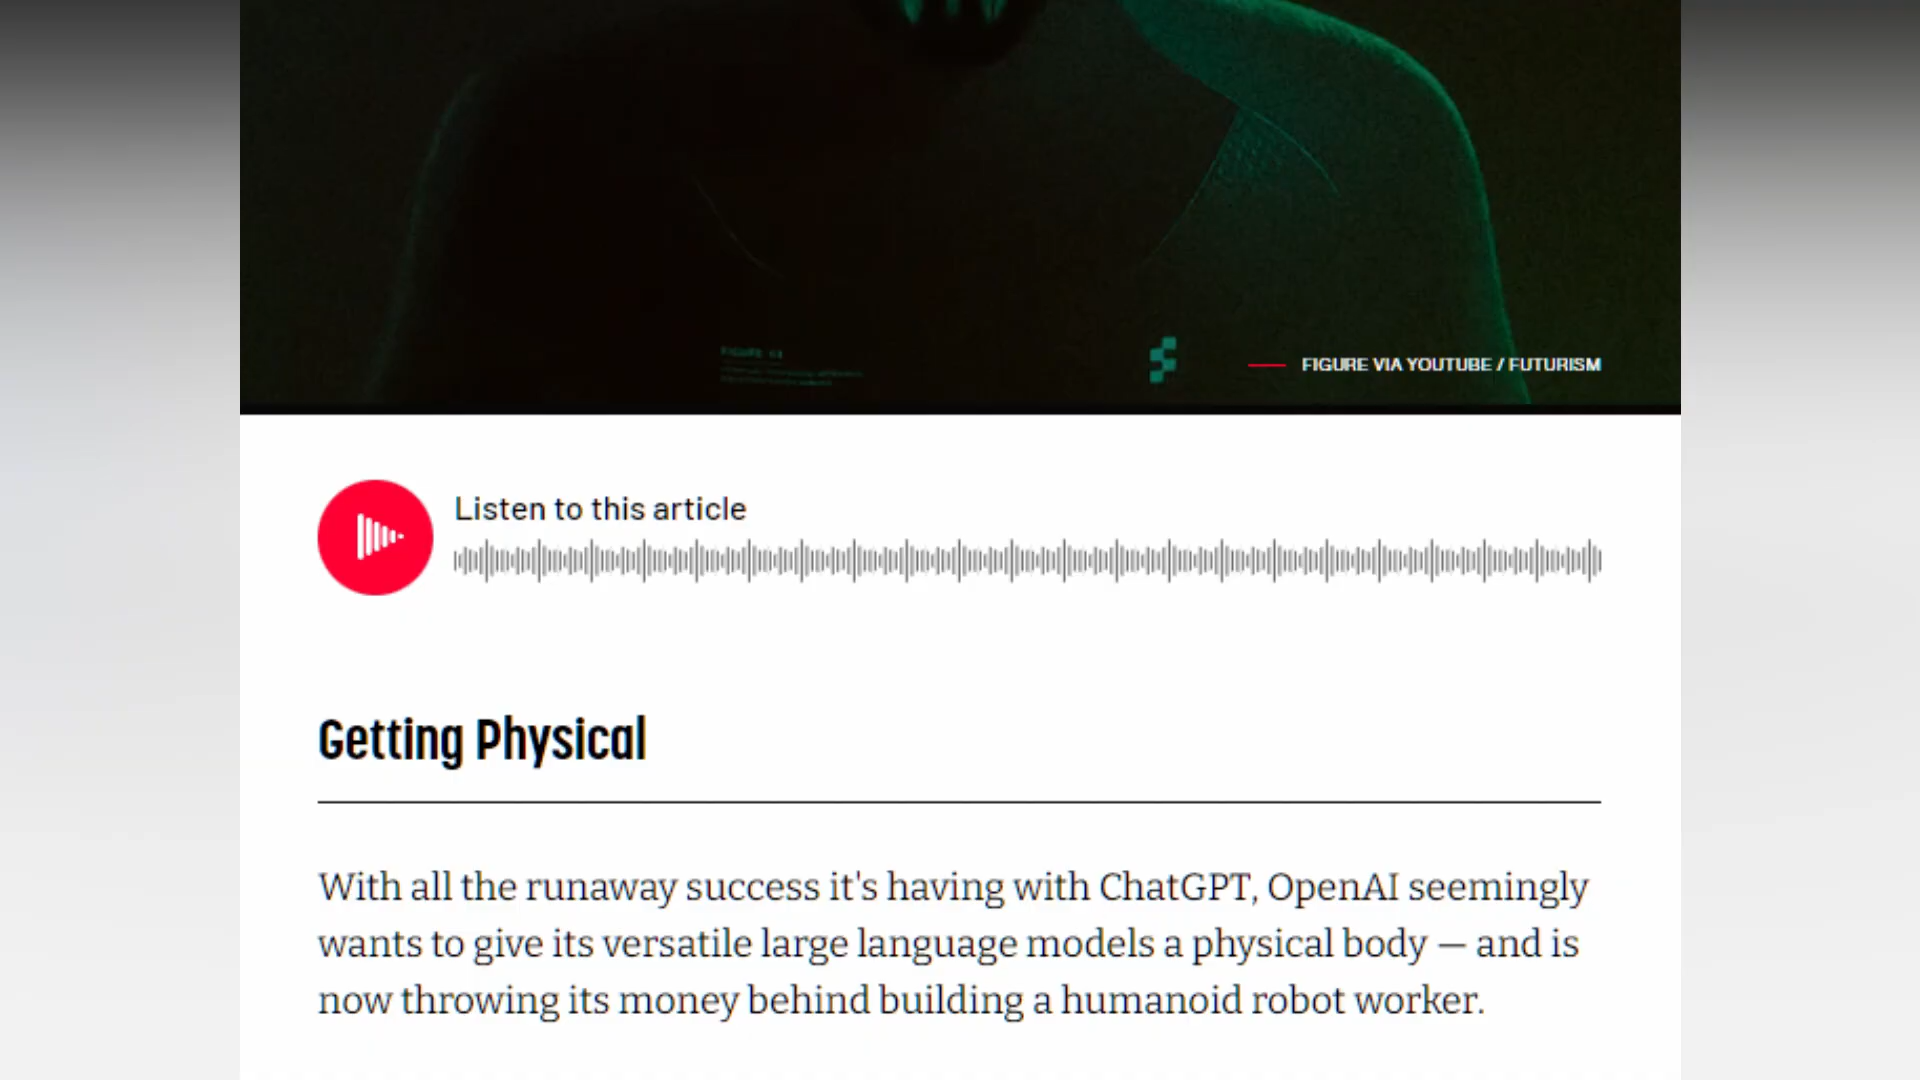 FIGURE VIA YOUTUBE / FUTURISM
Listen to this article
Getting Physical
With all the runaway success it's having with ChatGPT, OpenAI seemingly
wants to give its versatile large language models a physical body — and is
now throwing its money behind building a humanoid robot worker.